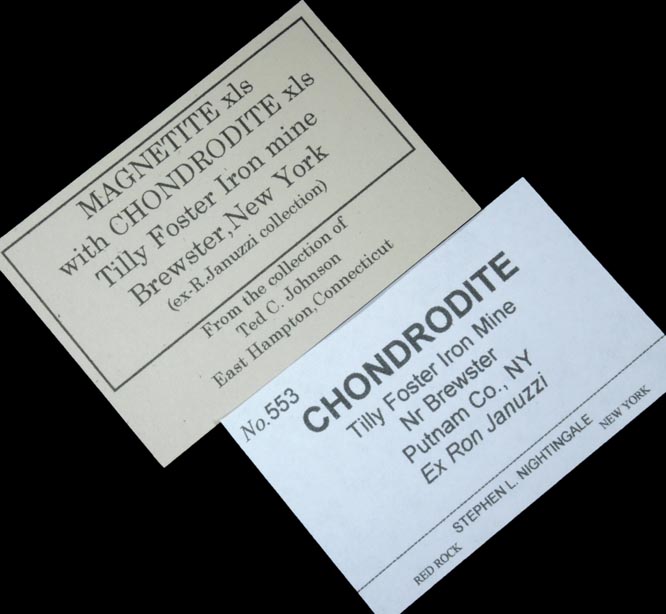 MAGNETITE xls
with CHONDRODITE xls
Tilly Foster Iron mine
Brewster, New York
(ex-R.Januzzi collection)
From the collection of
Ted C. Johnson
East Hampton, Connecticut
No. 553
CHONDRODITE
Tilly Foster Iron Mine
Nr Brewster
Putnam Co., NY
Ex Ron Januzzi
STEPHEN L. NIGHTINGALE
RED ROCK NEW YORK